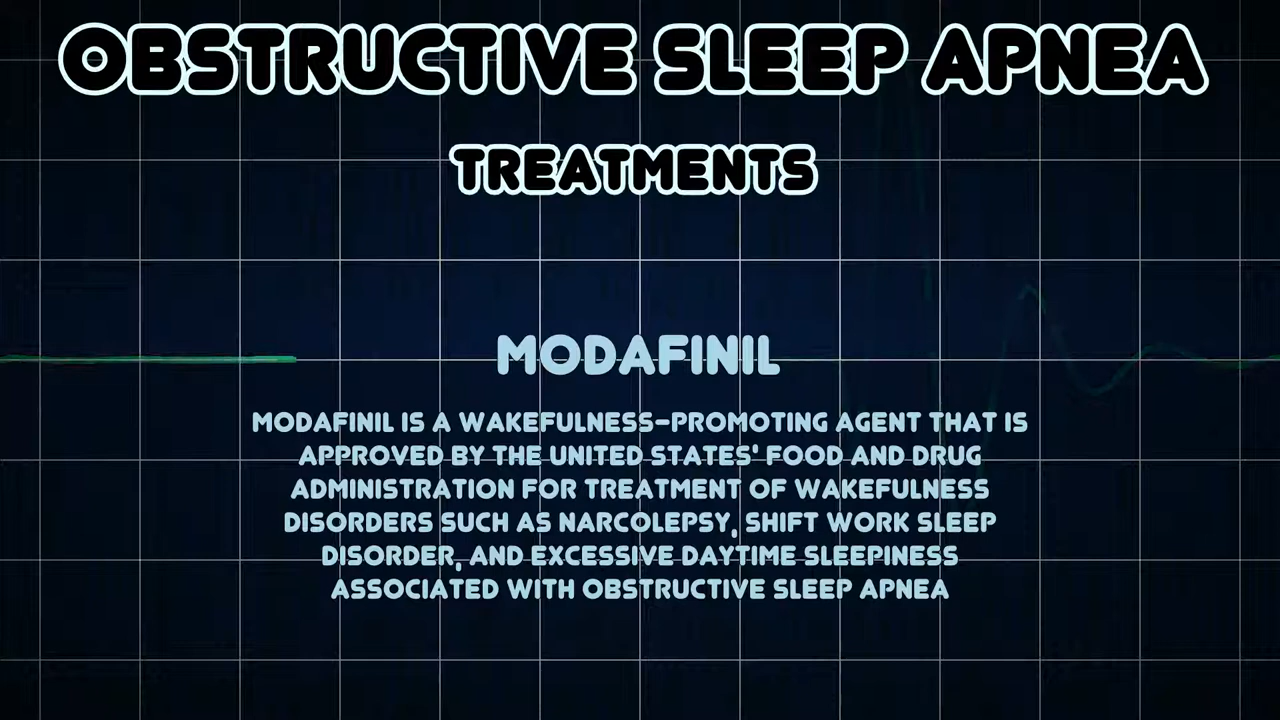 OBSTRUCTIVE SLEEP APNEA
TREATMENTS
MODAFINIL
MODAFINIL IS A WAKEFULNESS-PROMOTING AGENT THAT IS
APPROVED BY THE UNITED STATES' FOOD AND DRUG
ADMINISTRATION FOR TREATMENT OF WAKEFULNESS
DISORDERS SUCH AS NARCOLEPSY, SHIFT WORK SLEEP
DISORDER, AND EXCESSIVE DAYTIME SLEEPINESS
ASSOCIATED WITH OBSTRUCTIVE SLEEP APNEA